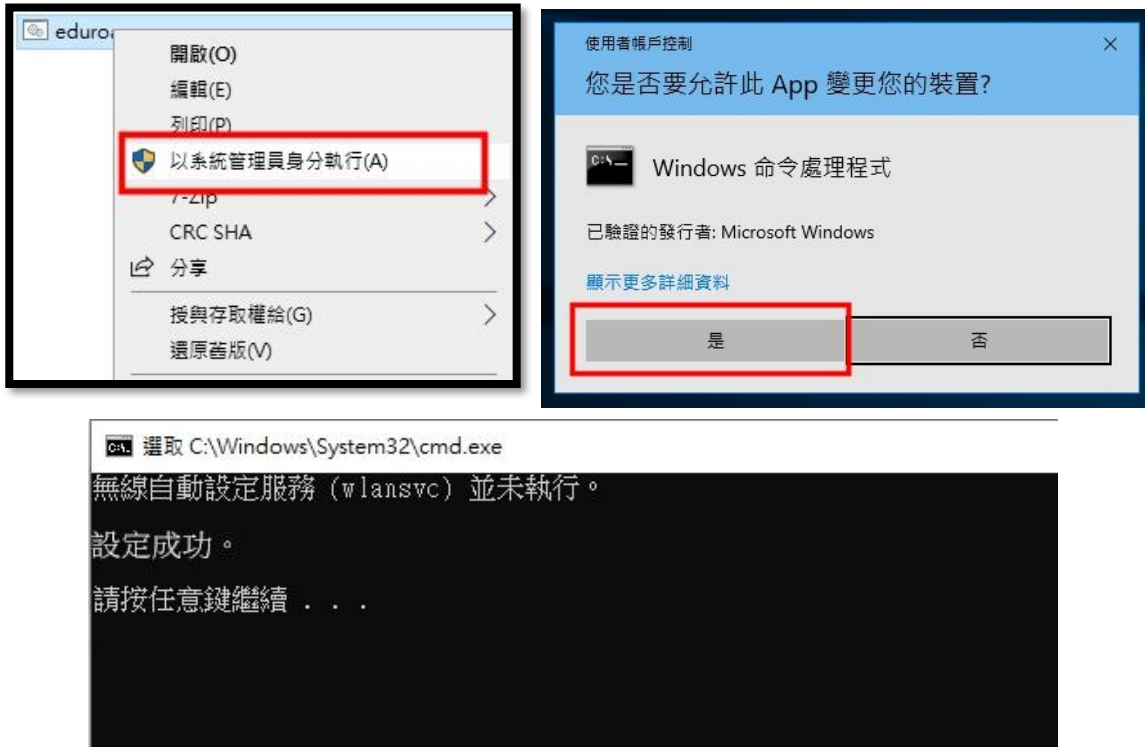 eduroa
開啟(O)
編輯(E)
列印(P)
以系統管理員身分執行(A)
7-Zip
CRC SHA
分享
授與存取權給(G)
還原舊版(V)
使用者帳戶控制
您是否要允許此 App 變更您的裝置?
Windows 命令處理程式
已驗證的發行者: Microsoft Windows
顯示更多詳細資料
是
否
選取 C:\Windows\System32\cmd.exe
無線自動設定服務 (wlansvc) 並未執行。
設定成功。
請按任意鍵繼續 . . .